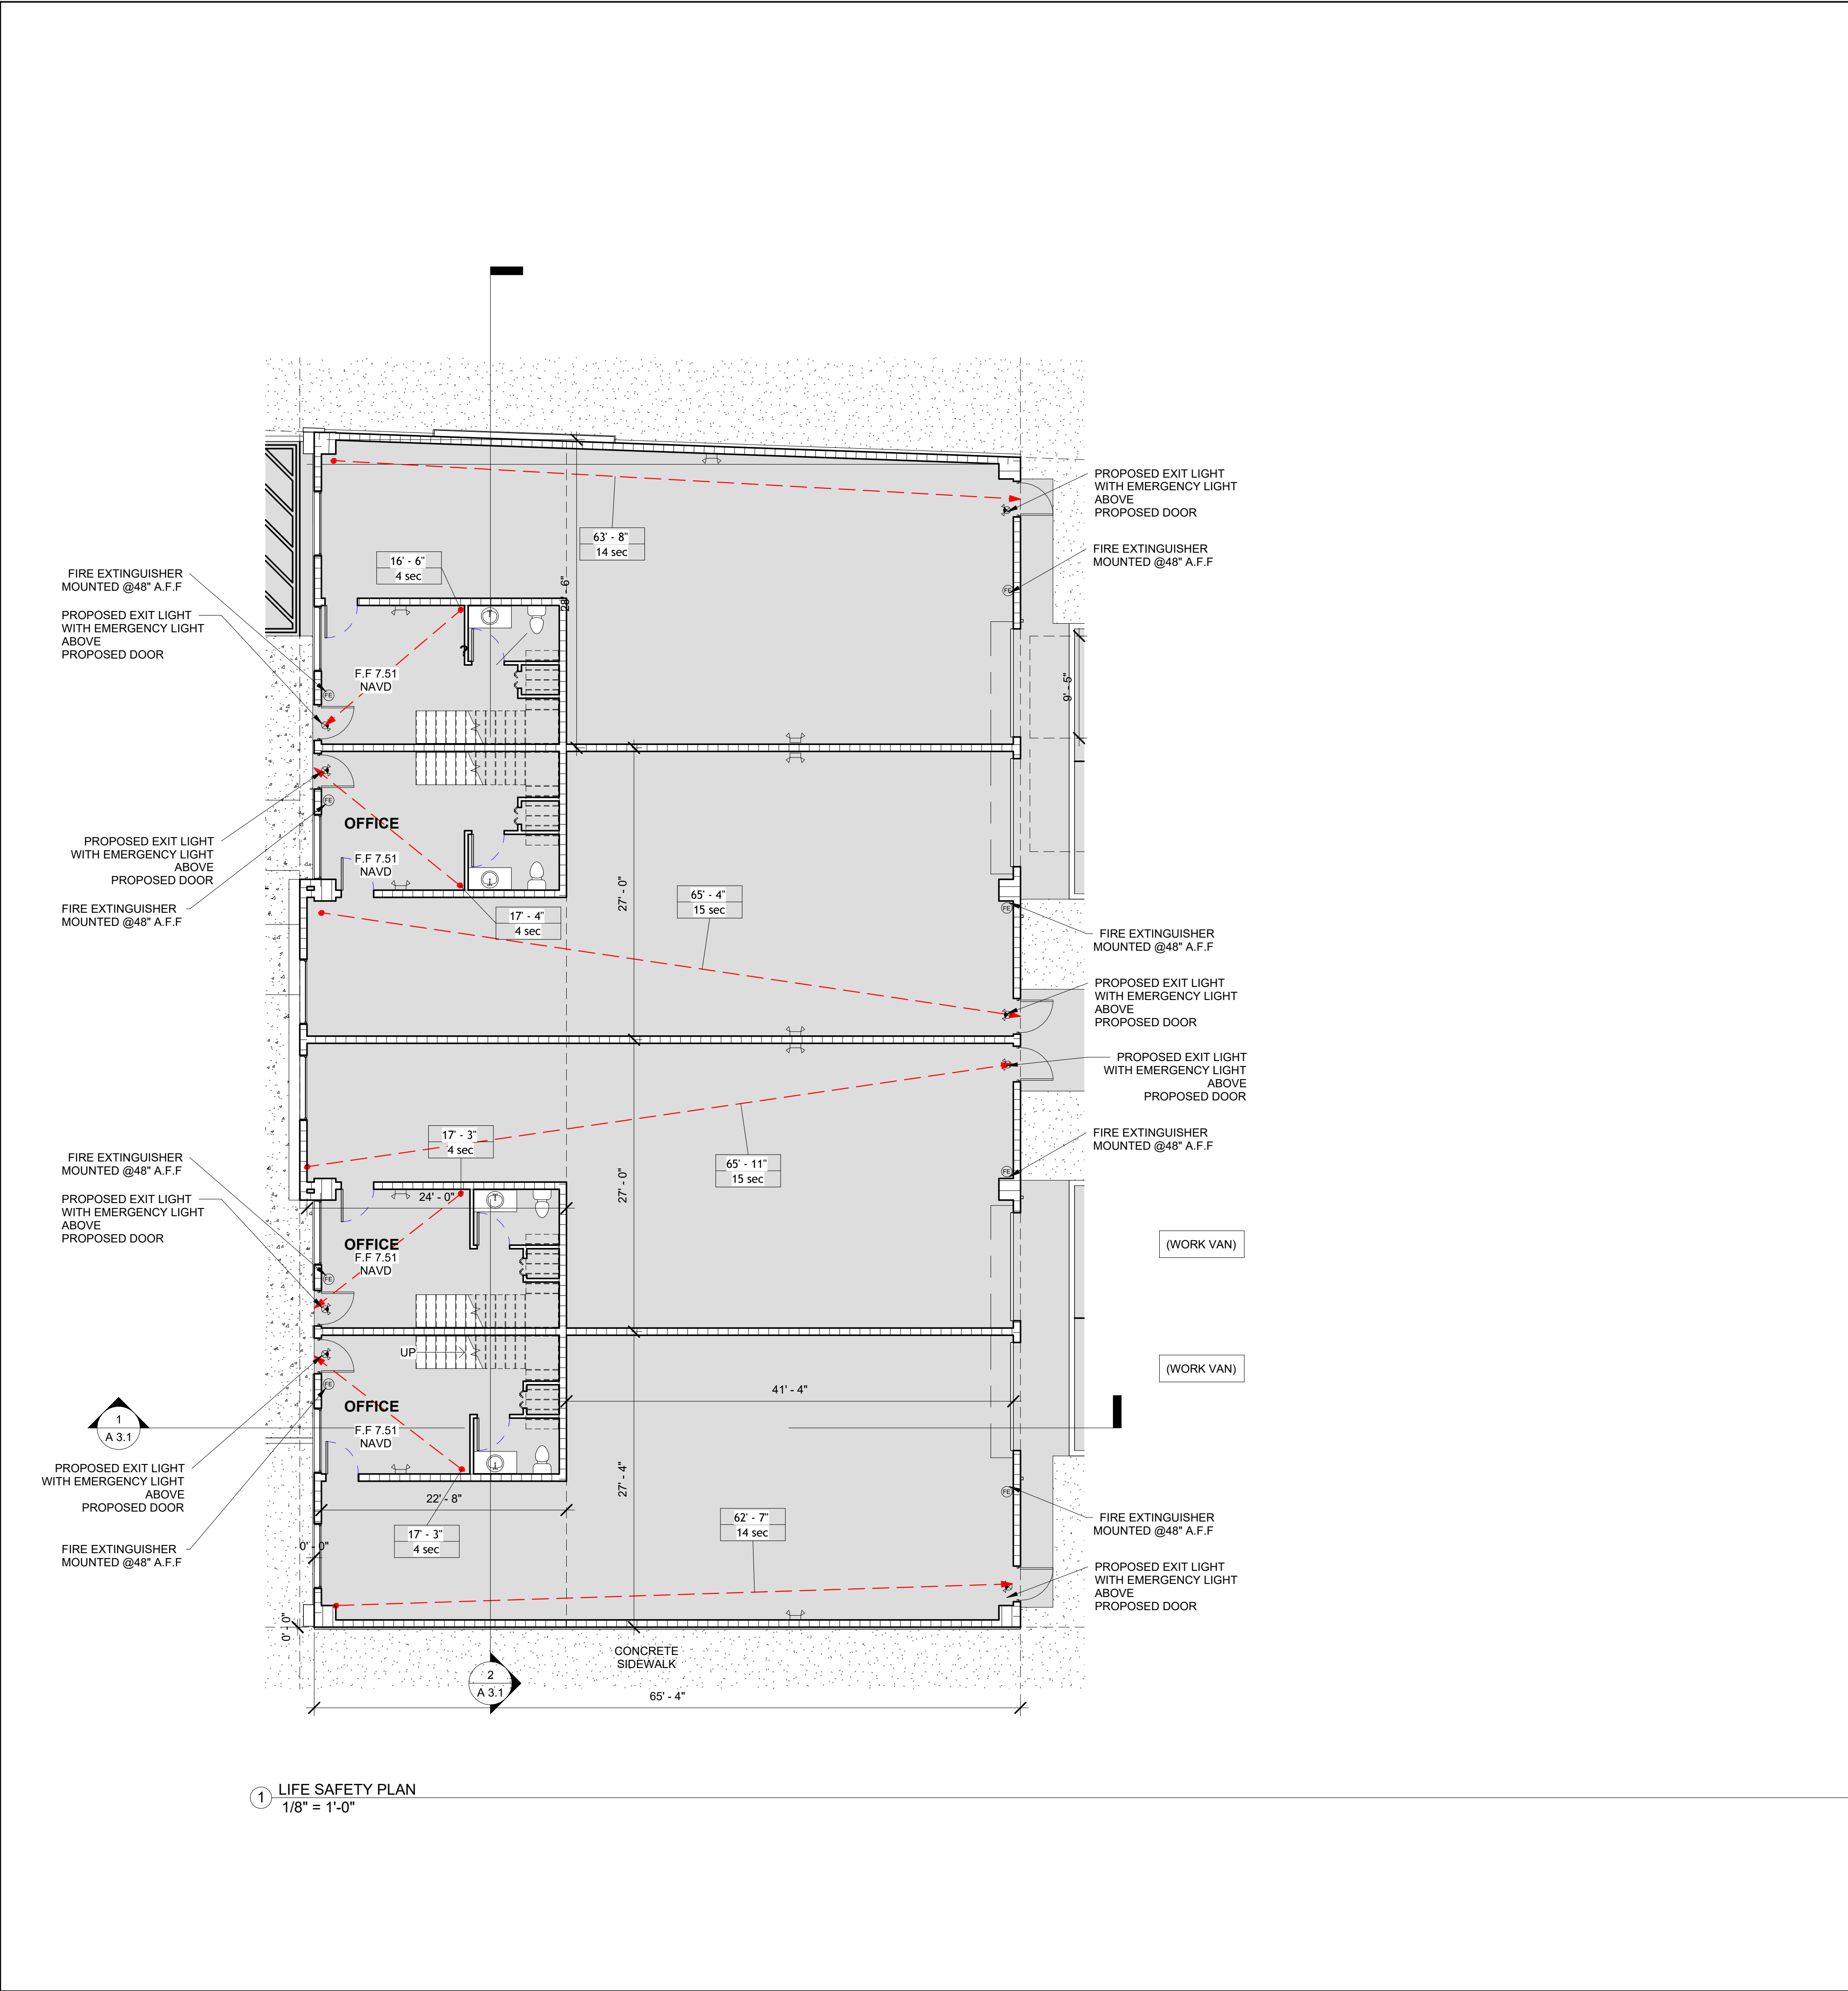 PROPOSED EXIT LIGHT
WITH EMERGENCY LIGHT
ABOVE
PROPOSED DOOR
FIRE EXTINGUISHER
MOUNTED @48" A.F.F
63' - 8"
14 sec
16' - 6"
4 sec
28' - 6"
FIRE EXTINGUISHER
MOUNTED @48" A.F.F
PROPOSED EXIT LIGHT
WITH EMERGENCY LIGHT
ABOVE
PROPOSED DOOR
FE
?
F.F 7.51
NAVD
FE
9' - 5"
FE
OFFICE
F.F 7.51
NAVD
PROPOSED EXIT LIGHT
WITH EMERGENCY LIGHT
ABOVE
PROPOSED DOOR
FIRE EXTINGUISHER
MOUNTED @48" A.F.F
17' - 4"
4 sec
27' - 0"
65' - 4"
15 sec
FE
FIRE EXTINGUISHER
MOUNTED @48" A.F.F
PROPOSED EXIT LIGHT
WITH EMERGENCY LIGHT
ABOVE
PROPOSED DOOR
PROPOSED EXIT LIGHT
WITH EMERGENCY LIGHT
ABOVE
PROPOSED DOOR
FIRE EXTINGUISHER
MOUNTED @48" A.F.F
FE
17' - 3"
4 sec
65' - 11"
15 sec
27' - 0"
24' - 0"
FIRE EXTINGUISHER
MOUNTED @48" A.F.F
PROPOSED EXIT LIGHT
WITH EMERGENCY LIGHT
ABOVE
PROPOSED DOOR
OFFICE
F.F 7.51
NAVD
FE
(WORK VAN)
UP
(WORK VAN)
FE
41' - 4"
OFFICE
F.F 7.51
NAVD
1
A 3.1
PROPOSED EXIT LIGHT
WITH EMERGENCY LIGHT
ABOVE
PROPOSED DOOR
FIRE EXTINGUISHER
MOUNTED @48" A.F.F
22' - 8"
27' - 4"
17' - 3"
4 sec
62' - 7"
14 sec
FE
FIRE EXTINGUISHER
MOUNTED @48" A.F.F
PROPOSED EXIT LIGHT
WITH EMERGENCY LIGHT
ABOVE
PROPOSED DOOR
0' - 0"
0' - 0"
CONCRETE
SIDEWALK
2
A 3.1
65' - 4"
1
LIFE SAFETY PLAN
1/8" = 1'-0"